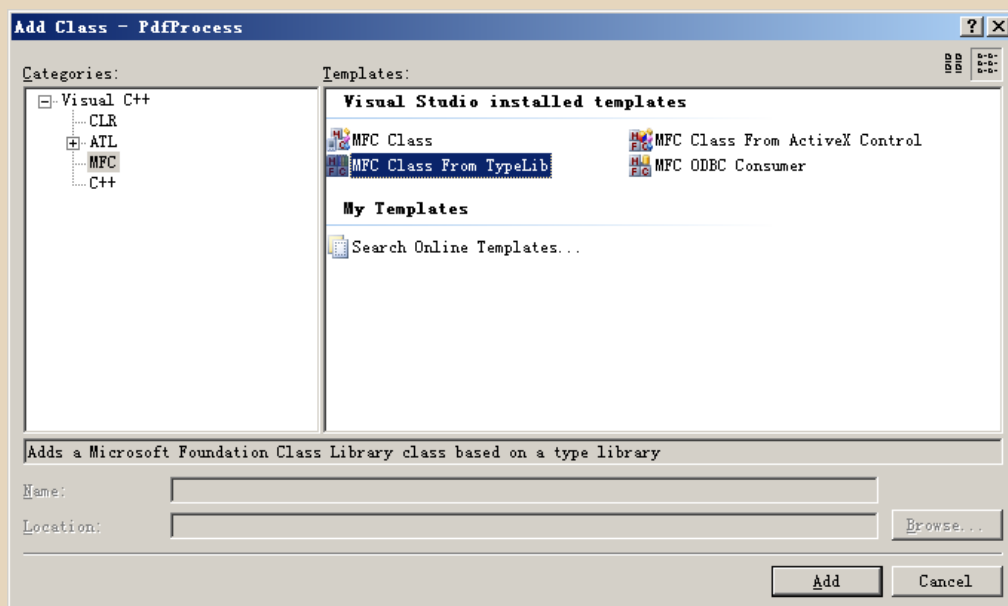 Add Class - PdfProcess
Categories:
Templates:
Visual C++
CLR
ATL
MFC
C++
Visual Studio installed templates
MFC Class
MFC Class From ActiveX Control
MFC Class From TypeLib
MFC ODBC Consumer
My Templates
Search Online Templates...
Adds a Microsoft Foundation Class Library class based on a type library
Name:
Location:
Browse...
Add
Cancel